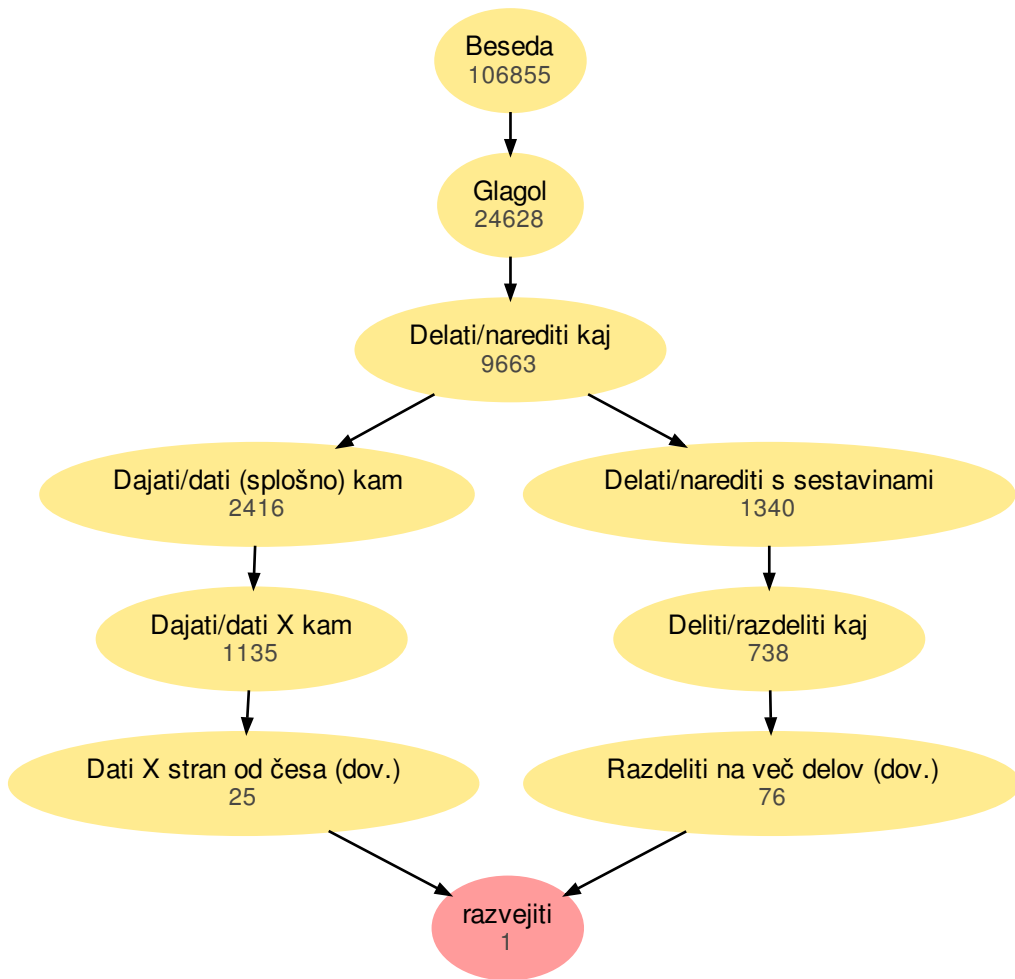 Beseda
106855
Glagol
24628
Delati/narediti kaj
9663
Dajati/dati (splošno) kam
2416
Delati/narediti s sestavinami
1340
Dajati/dati X kam
1135
Deliti/razdeliti kaj
738
Dati X stran od česa (dov.)
25
Razdeliti na več delov (dov.)
76
razvejiti
1